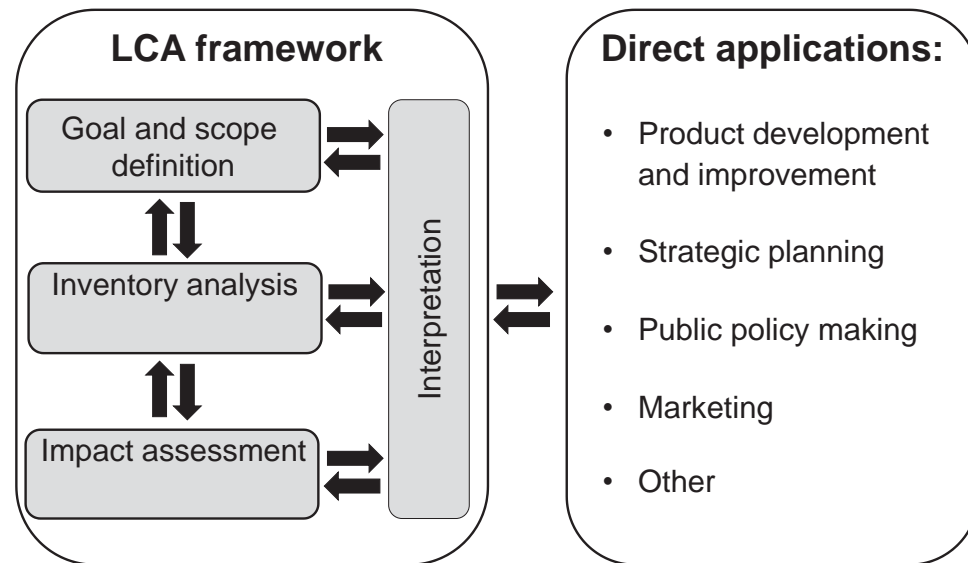 LCA framework
Goal and scope
definition
Inventory analysis
Impact assessment
Interpretation
Direct applications:
• Product development
and improvement
• Strategic planning
• Public policy making
• Marketing
• Other